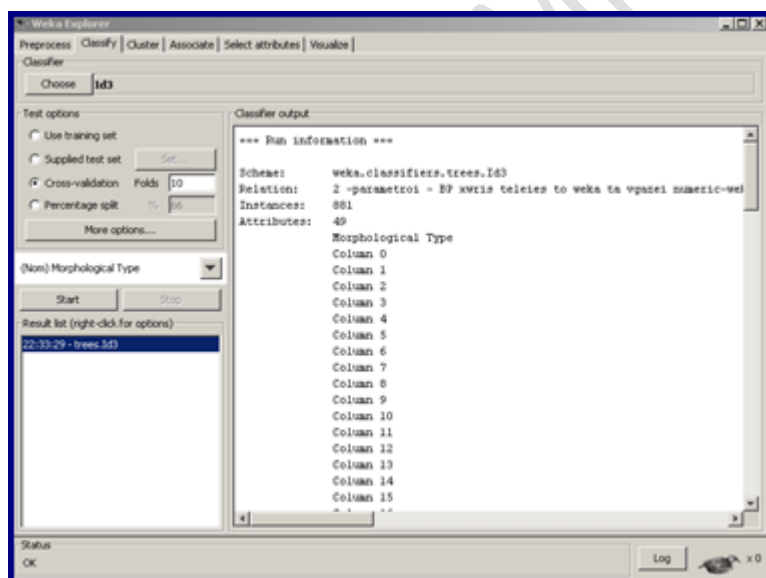 Weka Explorer
Preprocess Classify Cluster Associate Select attributes Visualize
Classifier
Choose Id3
Test options
Use training set
Supplied test set Set...
Cross-validation Folds 10
Percentage split % 66
More options...
(Nom) Morphological Type
Start Stop
Result list (right-click for options)
22:33:29 - trees.Id3
Classifier output
=== Run information ===
Scheme: weka.classifiers.trees.Id3
Relation: 2 -parametroi - BP xwris teleies to weka ta vgazei numeric-wek
Instances: 881
Attributes: 49
Morphological Type
Column 0
Column 1
Column 2
Column 3
Column 4
Column 5
Column 6
Column 7
Column 8
Column 9
Column 10
Column 11
Column 12
Column 13
Column 14
Column 15
Status
OK
Log x 0